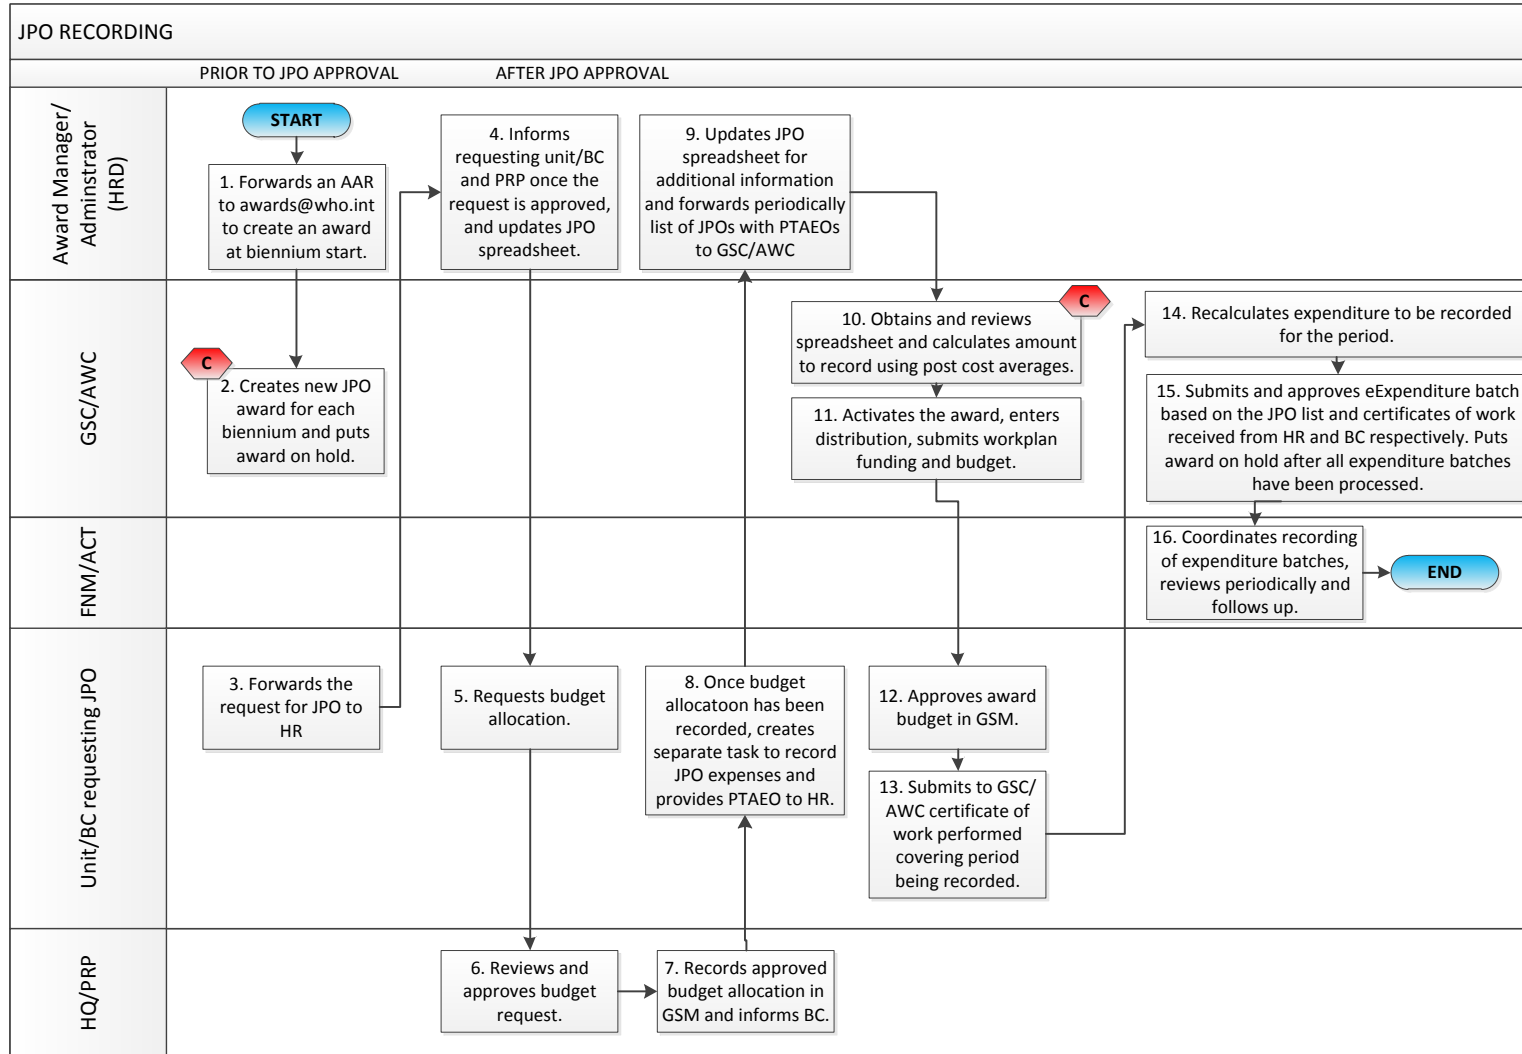 JPO RECORDING
PRIOR TO JPO APPROVAL
AFTER JPO APPROVAL
Award Manager/
Adminstrator
(HRD)
START
1. Forwards an AAR
to awards@who.int
to create an award
at biennium start.
4. Informs
requesting unit/BC
and PRP once the
request is approved,
and updates JPO
spreadsheet.
9. Updates JPO
spreadsheet for
additional information
and forwards periodically
list of JPOs with PTAEOs
to GSC/AWC
GSC/AWC
C
2. Creates new JPO
award for each
biennium and puts
award on hold.
C
10. Obtains and reviews
spreadsheet and calculates amount
to record using post cost averages.
11. Activates the award, enters
distribution, submits workplan
funding and budget.
14. Recalculates expenditure to be recorded
for the period.
15. Submits and approves eExpenditure batch
based on the JPO list and certificates of work
received from HR and BC respectively. Puts
award on hold after all expenditure batches
have been processed.
FNM/ACT
16. Coordinates recording
of expenditure batches,
reviews periodically and
follows up.
END
Unit/BC requesting JPO
3. Forwards the
request for JPO to
HR
5. Requests budget
allocation.
8. Once budget
allocatoon has been
recorded, creates
separate task to record
JPO expenses and
provides PTAEO to HR.
12. Approves award
budget in GSM.
13. Submits to GSC/
AWC certificate of
work performed
covering period
being recorded.
HQ/PRP
6. Reviews and
approves budget
request.
7. Records approved
budget allocation in
GSM and informs BC.